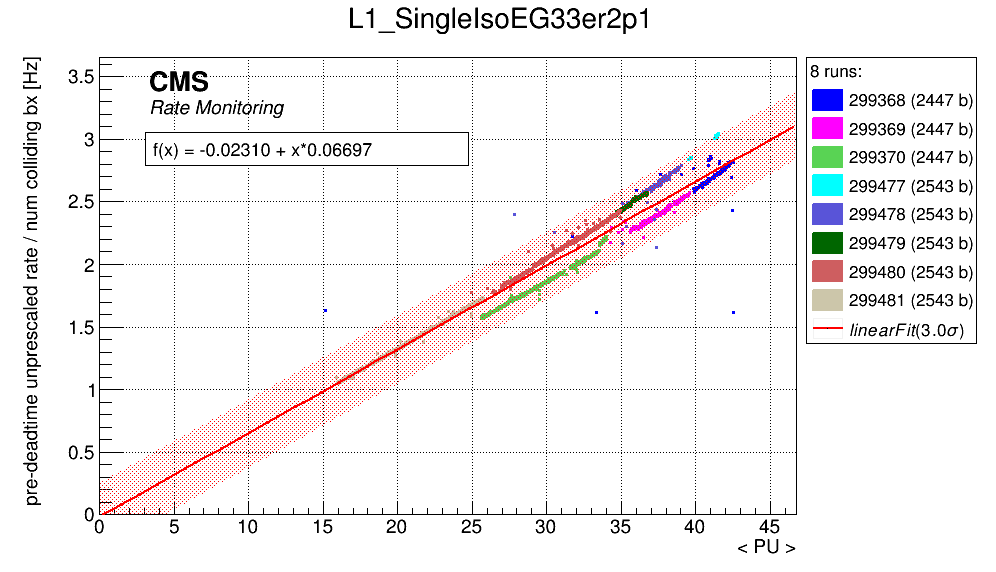 L1_SingleIsoEG33er2p1
pre-deadtime unprescaled rate / num colliding bx [Hz]
3.5
3
2.5
2
1.5
1
0.5
0
CMS
Rate Monitoring
f(x) = -0.02310 + x*0.06697
0 5 10 15 20 25 30 35 40 45
< PU >
8 runs:
299368 (2447 b)
299369 (2447 b)
299370 (2447 b)
299477 (2543 b)
299478 (2543 b)
299479 (2543 b)
299480 (2543 b)
299481 (2543 b)
linearFit(3.0σ)